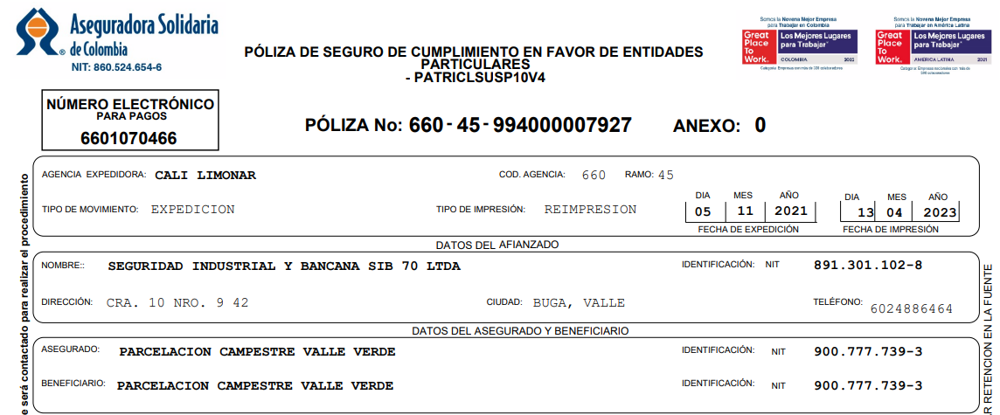 Aseguradora Solidaria
de Colombia
NIT: 860.524.654-6
Somos la Novena Mejor Empresa
para Trabajar en Colombia
Great
Place
To
Work®
Los Mejores Lugares
para Trabajar™
COLOMBIA 2021
Somos la Novena Mejor Empresa
para Trabajar en América Latina
Great
Place
To
Work®
Los Mejores Lugares
para Trabajar™
AMÉRICA LATINA 2021
PÓLIZA DE SEGURO DE CUMPLIMIENTO EN FAVOR DE ENTIDADES
PARTICULARES
- PATRICLSUSP10V4
NÚMERO ELECTRÓNICO
PARA PAGOS
6601070466
PÓLIZA No: 660 - 45 - 994000007927 ANEXO: 0
AGENCIA EXPEDIDORA: CALI LIMONAR COD. AGENCIA: 660 RAMO: 45
TIPO DE MOVIMIENTO: EXPEDICION TIPO DE IMPRESIÓN: REIMPRESION
DIA MES AÑO
05 11 2021
FECHA DE EXPEDICIÓN
DIA MES AÑO
13 04 2023
FECHA DE IMPRESIÓN
DATOS DEL AFIANZADO
NOMBRE:: SEGURIDAD INDUSTRIAL Y BANCANA SIB 70 LTDA IDENTIFICACIÓN: NIT 891.301.102-8
DIRECCIÓN: CRA. 10 NRO. 9 42 CIUDAD: BUGA, VALLE TELÉFONO: 6024886464
DATOS DEL ASEGURADO Y BENEFICIARIO
ASEGURADO: PARCELACION CAMPESTRE VALLE VERDE IDENTIFICACIÓN: NIT 900.777.739-3
BENEFICIARIO: PARCELACION CAMPESTRE VALLE VERDE IDENTIFICACIÓN: NIT 900.777.739-3
e será contactado para realizar el procedimiento
R RETENCION EN LA FUENTE